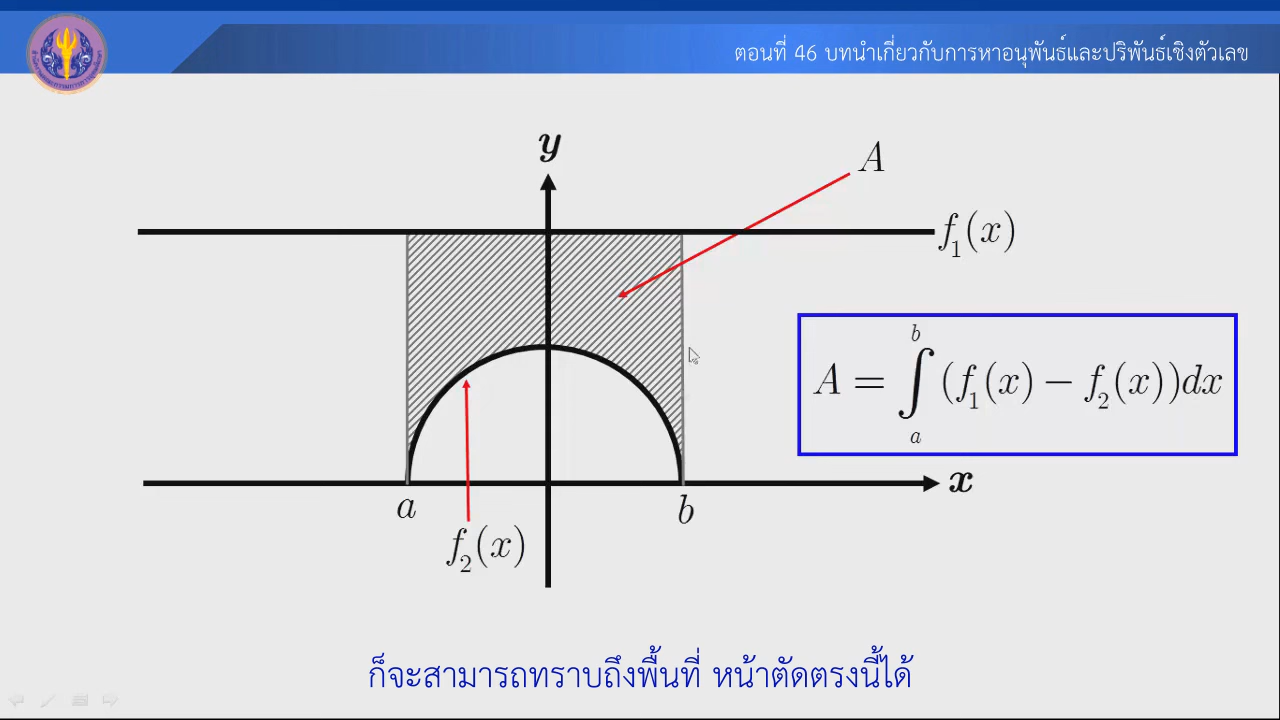 ตอนที่ 46 บทนำเกี่ยวกับการหาอนุพันธ์และปริพันธ์เชิงตัวเลข
y
A
f₁(x)
A = ∫ₐᵇ (f₁(x) − f₂(x))dx
x
a
b
f₂(x)
ก็จะสามารถทราบถึงพื้นที่ หน้าตัดตรงนี้ได้